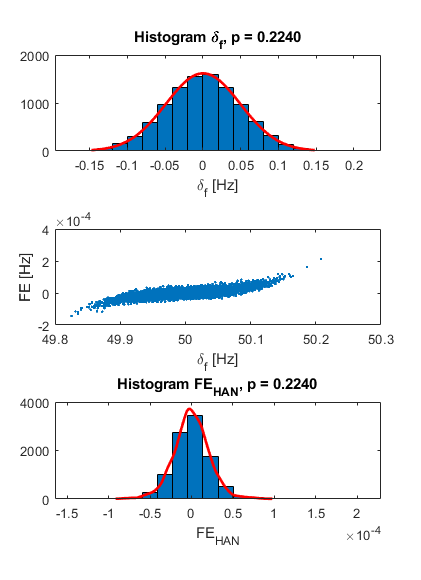 Histogram δf, p = 0.2240
2000
1000
0
-0.15 -0.1 -0.05 0 0.05 0.1 0.15 0.2
δf [Hz]
×10-4
4
2
0
-2
FE [Hz]
49.8 49.9 50 50.1 50.2 50.3
δf [Hz]
Histogram FEHAN, p = 0.2240
4000
2000
0
-1.5 -1 -0.5 0 0.5 1 1.5 2
FEHAN
×10-4